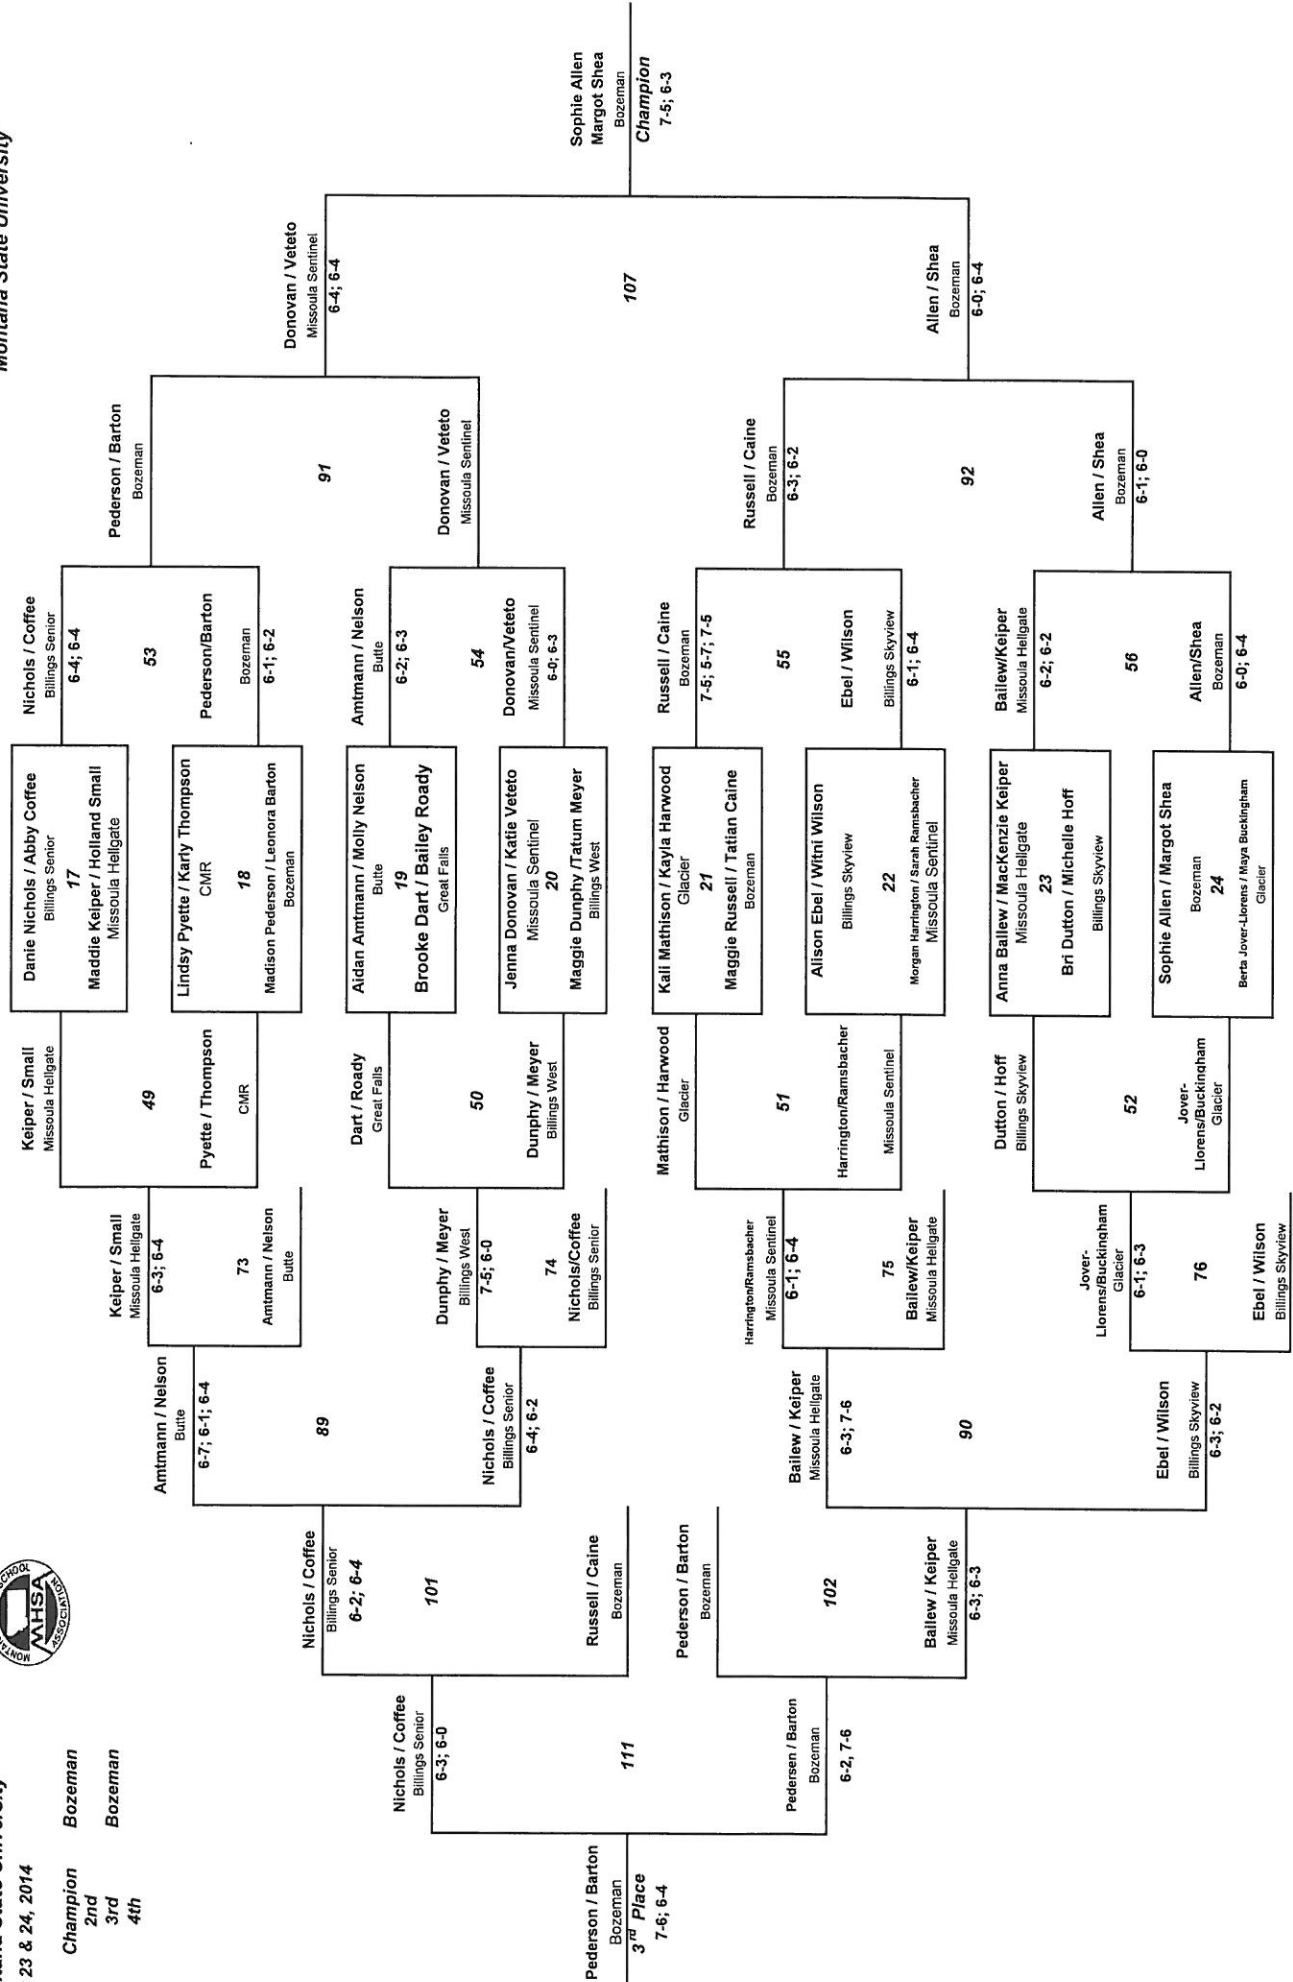 Montana State University
23 & 24, 2014
Champion Bozeman
2nd
3rd Bozeman
4th
MHSA
ASSOCIATION
Keiper / Small
Missoula Hellgate
49
Pyette / Thompson
CMR
Dart / Roady
Great Falls
50
Dunphy / Meyer
Billings West
Mathison / Harwood
Glacier
51
Harrington/Ramsbacher
Missoula Sentinel
Dutton / Hoff
Billings Skyview
52
Jover-
Llorens/Buckingham
Glacier
Danie Nichols / Abby Coffee
Billings Senior
17
Maddie Keiper / Holland Small
Missoula Hellgate
Lindsy Pyette / Karly Thompson
CMR
18
Madison Pederson / Leonora Barton
Bozeman
Aidan Amtmann / Molly Nelson
Butte
19
Brooke Dart / Bailey Roady
Great Falls
Jenna Donovan / Katie Veteto
Missoula Sentinel
20
Maggie Dunphy /Tatum Meyer
Billings West
Kali Mathison / Kayla Harwood
Glacier
21
Maggie Russell / Tatian Caine
Bozeman
Alison Ebel / Witni Wilson
Billings Skyview
22
Morgan Harrington / Sarah Ramsbacher
Missoula Sentinel
Anna Ballew / MacKenzie Keiper
Missoula Hellgate
23
Bri Dutton / Michelle Hoff
Billings Skyview
Sophie Allen / Margot Shea
Bozeman
24
Berta Jover-Llorens / Maya Buckingham
Glacier
Nichols / Coffee
Billings Senior
6-4; 6-4
53
Pederson/Barton
Bozeman
6-1; 6-2
Amtmann / Nelson
Butte
6-2; 6-3
54
Donovan/Veteto
Missoula Sentinel
6-0; 6-3
Russell / Caine
Bozeman
7-5; 5-7; 7-5
55
Ebel / Wilson
Billings Skyview
6-1; 6-4
Bailew/Keiper
Missoula Hellgate
6-2; 6-2
56
Allen/Shea
Bozeman
6-0; 6-4
Pederson / Barton
Bozeman
91
Donovan / Veteto
Missoula Sentinel
Russell / Caine
Bozeman
6-3; 6-2
92
Allen / Shea
Bozeman
6-1; 6-0
Donovan / Veteto
Missoula Sentinel
6-4; 6-4
107
Allen / Shea
Bozeman
6-0; 6-4
Sophie Allen
Margot Shea
Bozeman
Champion
7-5; 6-3
Keiper / Small
Missoula Hellgate
6-3; 6-4
73
Amtmann / Nelson
Butte
Dunphy / Meyer
Billings West
7-5; 6-0
74
Nichols/Coffee
Billings Senior
Harrington/Ramsbacher
Missoula Sentinel
6-1; 6-4
75
Bailew/Keiper
Missoula Hellgate
Jover-
Llorens/Buckingham
Glacier
6-1; 6-3
76
Ebel / Wilson
Billings Skyview
Amtmann / Nelson
Butte
6-7; 6-1; 6-4
89
Nichols / Coffee
Billings Senior
6-4; 6-2
Bailew / Keiper
Missoula Hellgate
6-3; 7-6
90
Ebel / Wilson
Billings Skyview
6-3; 6-2
Nichols / Coffee
Billings Senior
6-2; 6-4
101
Russell / Caine
Bozeman
Pederson / Barton
Bozeman
102
Bailew / Keiper
Missoula Hellgate
6-3; 6-3
Nichols / Coffee
Billings Senior
6-3; 6-0
111
Pedersen / Barton
Bozeman
6-2, 7-6
Pederson / Barton
Bozeman
3rd Place
7-6; 6-4